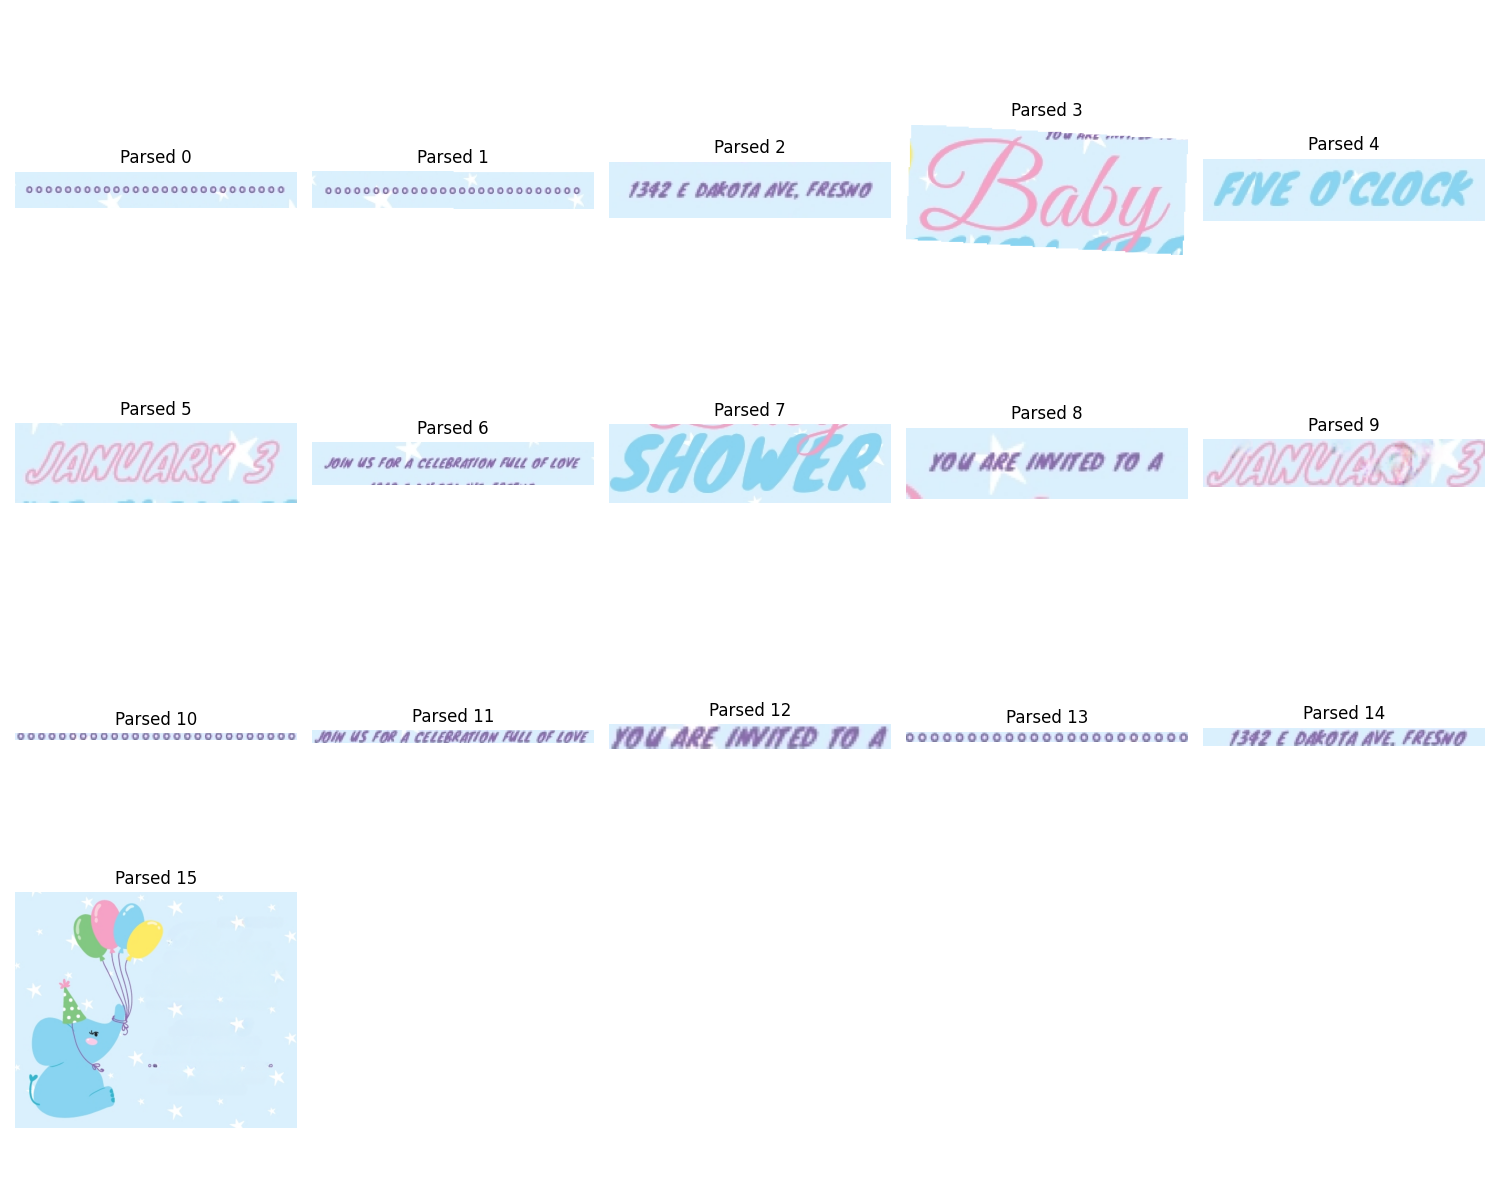 Parsed 0
Parsed 1
Parsed 2
1342 E DAKOTA AVE, FRESNO
Parsed 3
YOU ARE INVITED TO
Baby
Parsed 4
FIVE O'CLOCK
Parsed 5
JANUARY 3
Parsed 6
JOIN US FOR A CELEBRATION FULL OF LOVE
Parsed 7
SHOWER
Parsed 8
YOU ARE INVITED TO A
Parsed 9
JANUARY 3
Parsed 10
Parsed 11
JOIN US FOR A CELEBRATION FULL OF LOVE
Parsed 12
YOU ARE INVITED TO A
Parsed 13
Parsed 14
1342 E DAKOTA AVE, FRESNO
Parsed 15